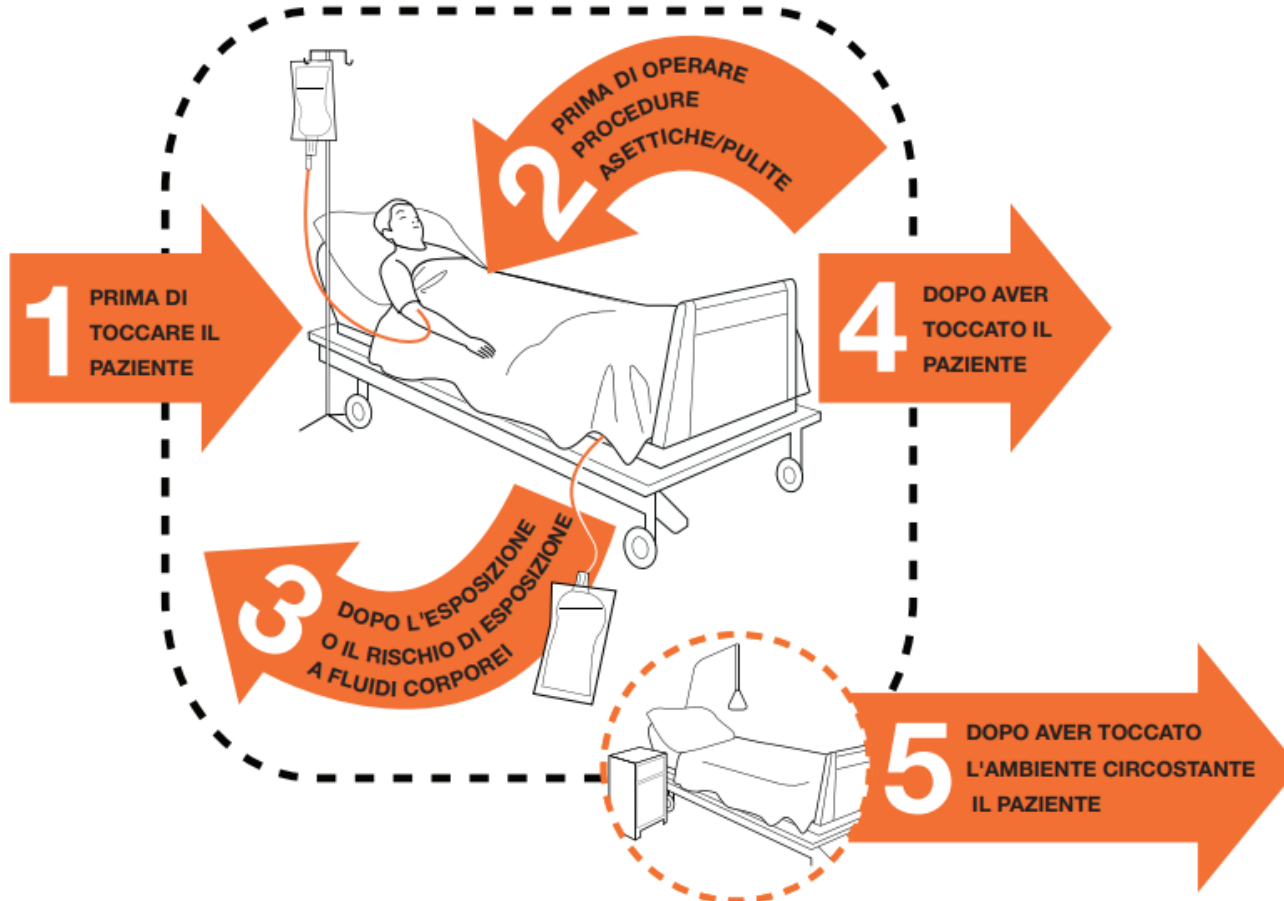 1
PRIMA DI
TOCCARE IL
PAZIENTE
2
PRIMA DI OPERARE
PROCEDURE
ASETTICHE/PULITE
3
DOPO L'ESPOSIZIONE
O IL RISCHIO DI ESPOSIZIONE
A FLUIDI CORPOREI
4
DOPO AVER
TOCCATO IL
PAZIENTE
5
DOPO AVER TOCCATO
L'AMBIENTE CIRCOSTANTE
IL PAZIENTE